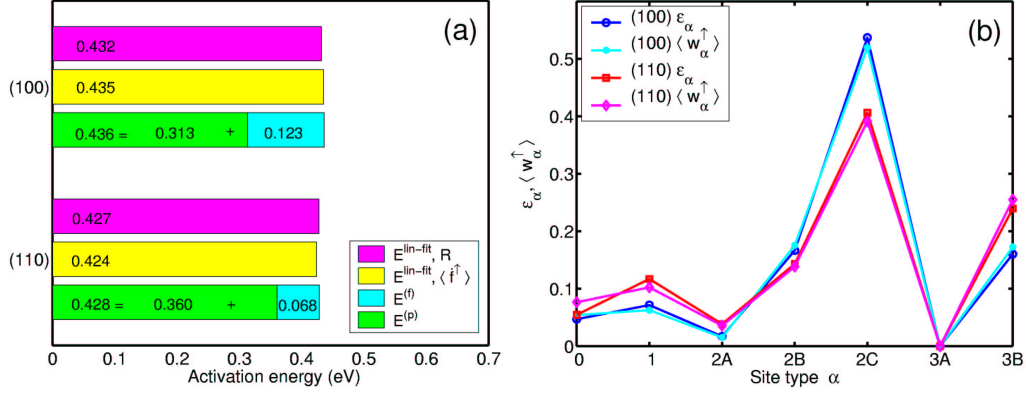 (a)
0.432
(100)
0.435
0.436 = 0.313 + 0.123
0.427
(110)
0.424
0.428 = 0.360 + 0.068
E^lin−fit, R
E^lin−fit, ⟨ḟ^↑⟩
E^(f)
E^(p)
0 0.1 0.2 0.3 0.4 0.5 0.6 0.7
Activation energy (eV)
(b)
(100) ε_α
(100) ⟨w_α^↑⟩
(110) ε_α
(110) ⟨w_α^↑⟩
0.5
0.4
0.3
0.2
0.1
0
ε_α, ⟨w_α^↑⟩
0 1 2A 2B 2C 3A 3B
Site type α